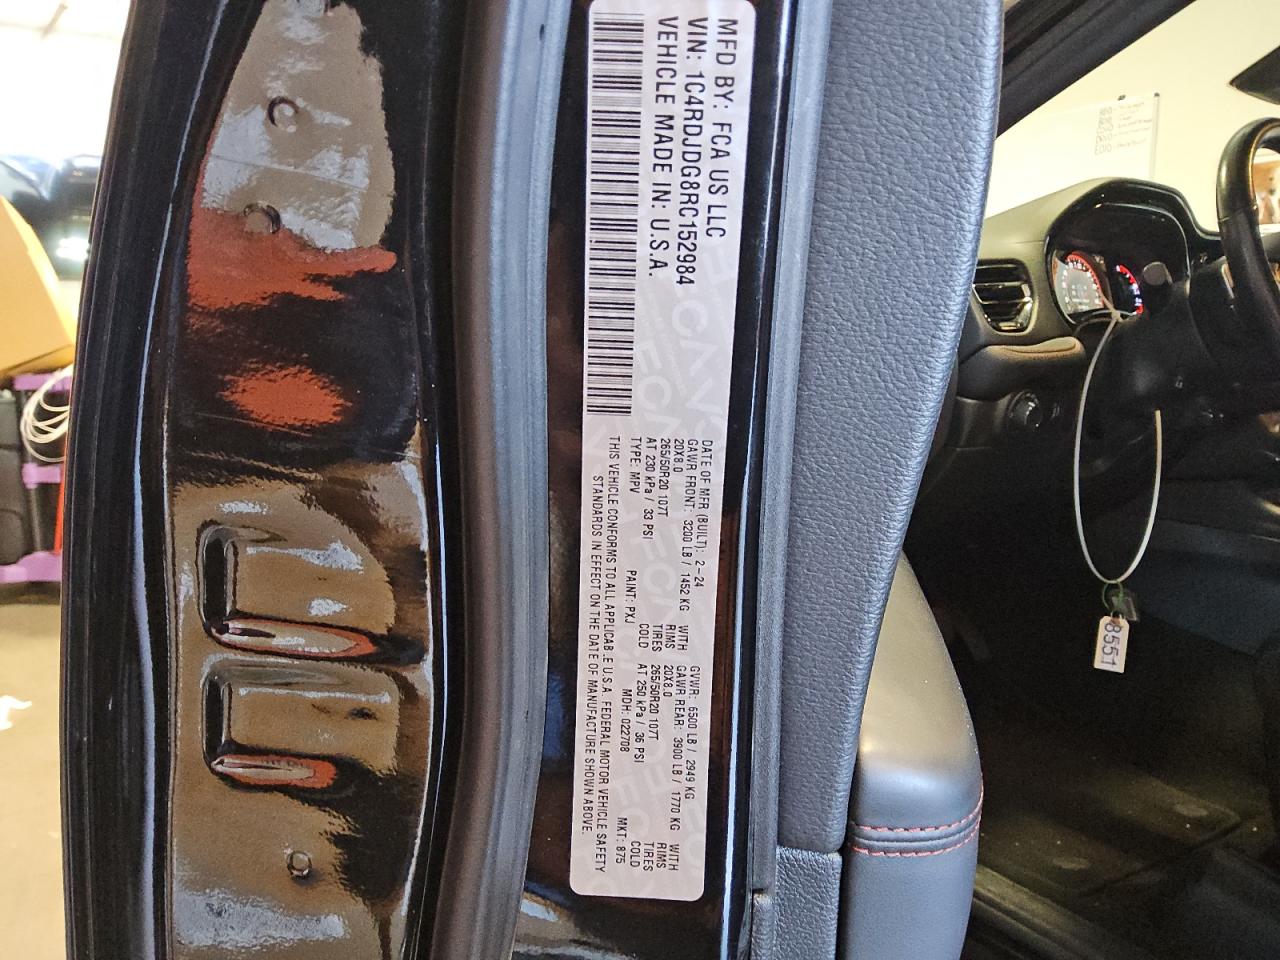 MFD BY: FCA US LLC
VIN: 1C4RDJDG8RC152984
VEHICLE MADE IN: U.S.A.
DATE OF MFR (BUILT): 2-24 GVWR: 6500 LB / 2949 KG
GAWR FRONT: 3200 LB / 1452 KG WITH GAWR REAR: 3900 LB / 1770 KG WITH
20X8.0 RIMS 20X8.0 RIMS
265/50R20 107T TIRES 265/50R20 107T TIRES
AT 230 kPa / 33 PSI COLD AT 250 kPa / 36 PSI COLD
TYPE: MPV PAINT: PXJ MDH: 022708 MKT: 875
THIS VEHICLE CONFORMS TO ALL APPLICABLE U.S.A. FEDERAL MOTOR VEHICLE SAFETY
STANDARDS IN EFFECT ON THE DATE OF MANUFACTURE SHOWN ABOVE.
8551